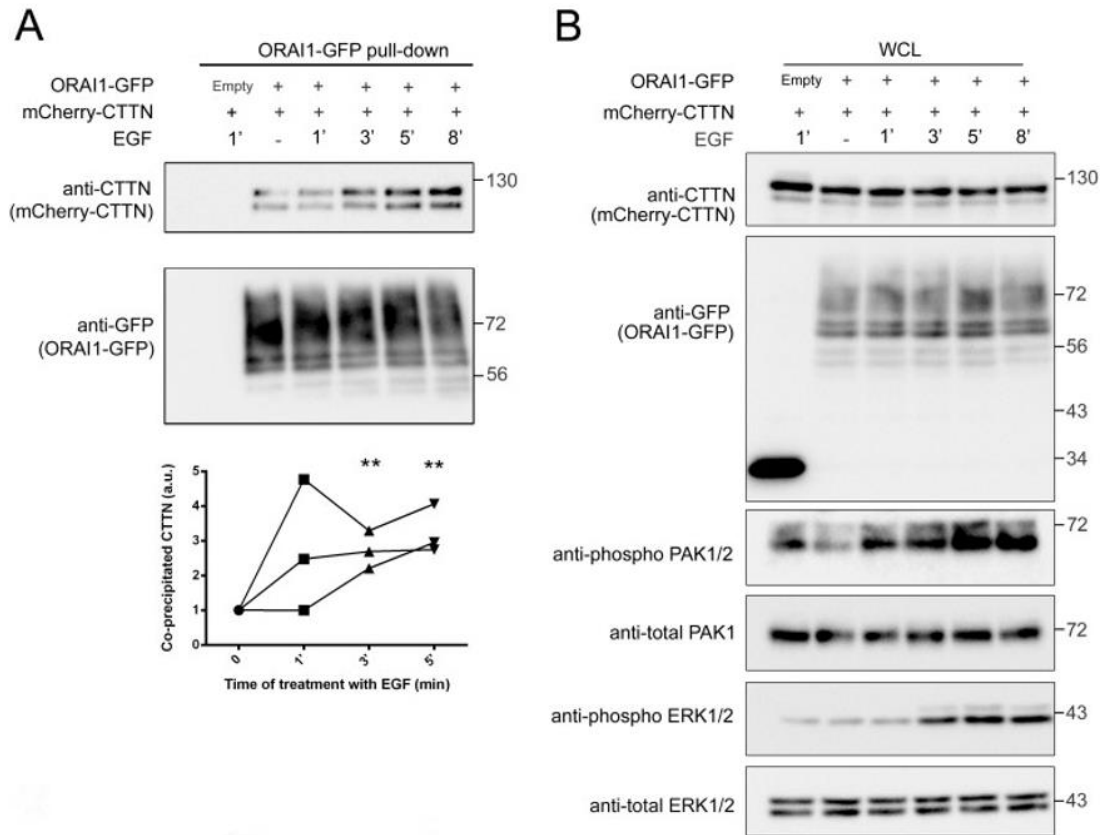 A
ORAI1-GFP pull-down
ORAI1-GFP Empty + + + + +
mCherry-CTTN + + + + + +
EGF 1' - 1' 3' 5' 8'
anti-CTTN
(mCherry-CTTN)
130
anti-GFP
(ORAI1-GFP)
72
56
Co-precipitated CTTN (a.u.)
5
4
3
2
1
0
** **
0 1' 3' 5'
Time of treatment with EGF (min)
B
WCL
ORAI1-GFP Empty + + + + +
mCherry-CTTN + + + + + +
EGF 1' - 1' 3' 5' 8'
anti-CTTN
(mCherry-CTTN)
130
anti-GFP
(ORAI1-GFP)
72
56
43
34
anti-phospho PAK1/2
72
anti-total PAK1
72
anti-phospho ERK1/2
43
anti-total ERK1/2
43